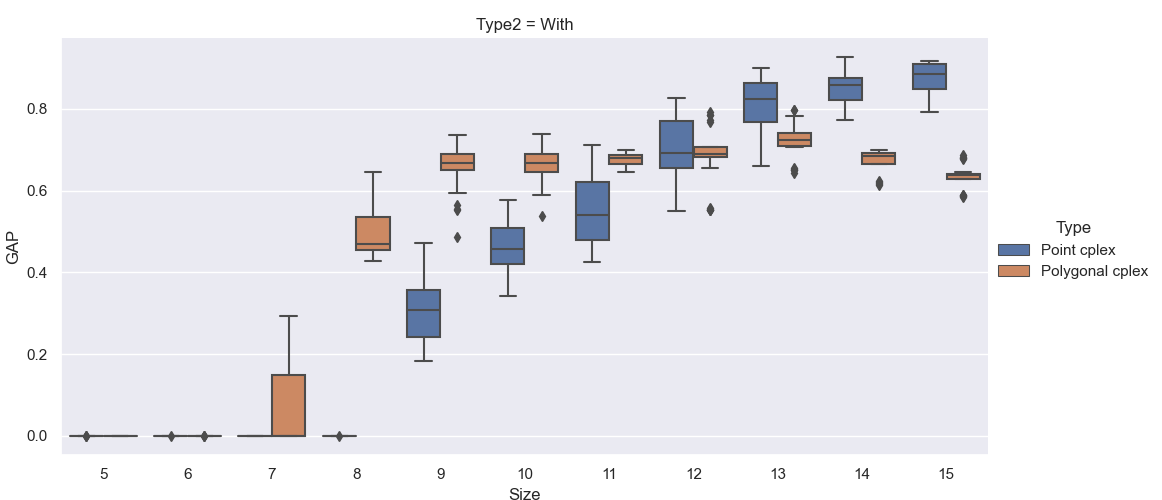 Type2 = With
GAP
0.8
0.6
0.4
0.2
0.0
5 6 7 8 9 10 11 12 13 14 15
Size
Type
Point cplex
Polygonal cplex